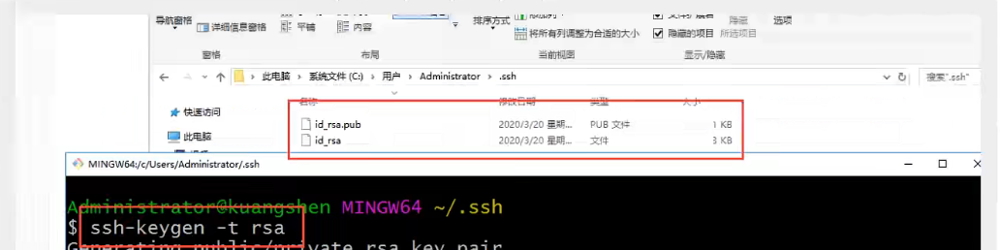 导航窗格 详细信息窗格 平铺 内容 排序方式 将所有列调整为合适的大小 隐藏的项目 隐藏 所选项目 选项
窗格 布局 当前视图 显示/隐藏
此电脑 > 系统文件 (C:) > 用户 > Administrator > .ssh 搜索".ssh"
名称 修改日期 类型 大小
快速访问
id_rsa.pub 2020/3/20 星期... PUB 文件 1 KB
此电脑
id_rsa 2020/3/20 星期... 文件 3 KB
MINGW64:/c/Users/Administrator/.ssh
Administrator@kuangshen MINGW64 ~/.ssh
$ ssh-keygen -t rsa
Generating public/private rsa key pair.